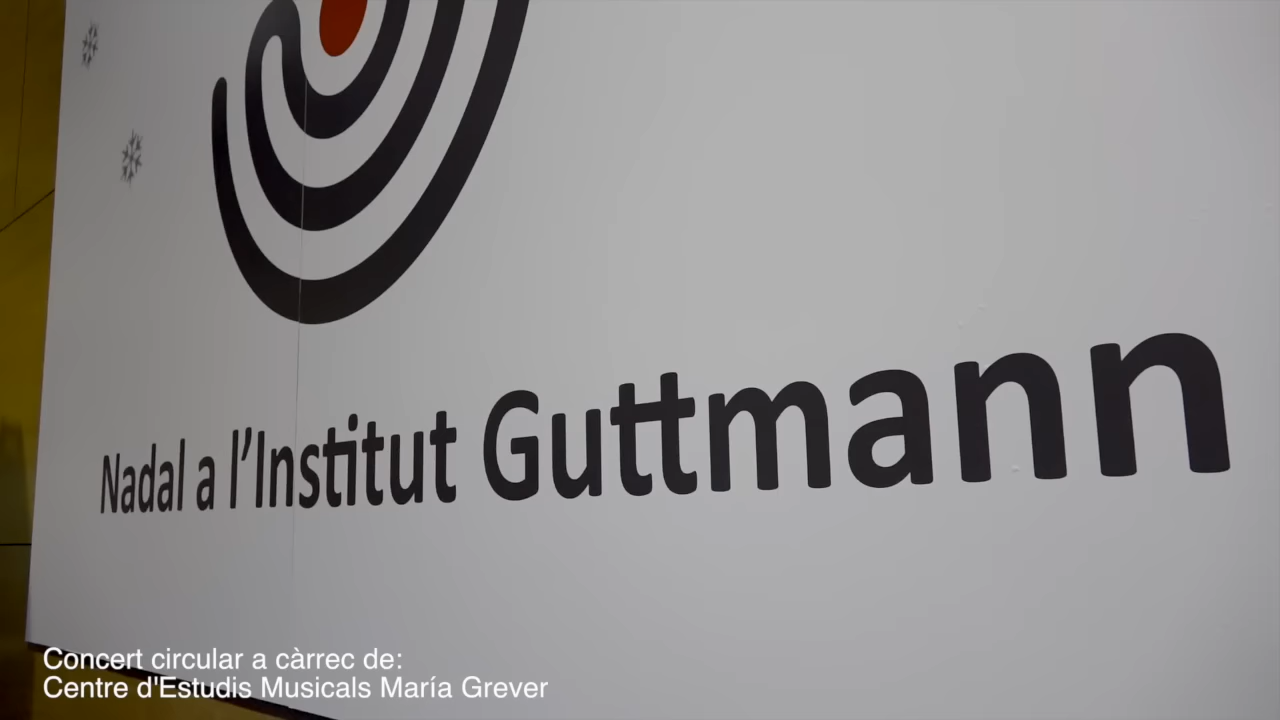 Nadal a l'Institut Guttmann
Concert circular a càrrec de:
Centre d'Estudis Musicals María Grever